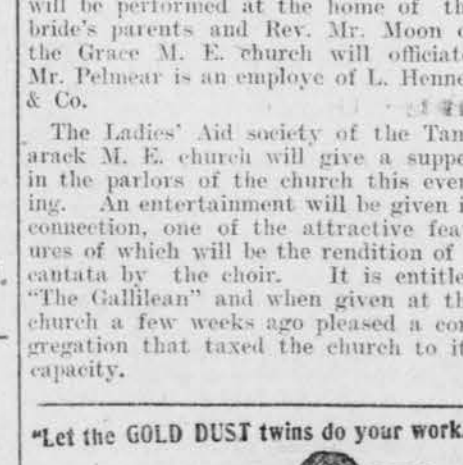 will be performed at the home of th
bride's parents and Rev. Mr. Moon o
the Grace M. E. church will officiat
Mr. Pelmear is an employe of L. Henne
& Co.
The Ladies' Aid society of the Tam
arack M. E. church will give a suppe
in the parlors of the church this even
ing. An entertainment will be given i
connection, one of the attractive feat
ures of which will be the rendition of
cantata by the choir. It is entitle
"The Gallilean" and when given at th
church a few weeks ago pleased a con
gregation that taxed the church to it
capacity.
"Let the GOLD DUST twins do your work.